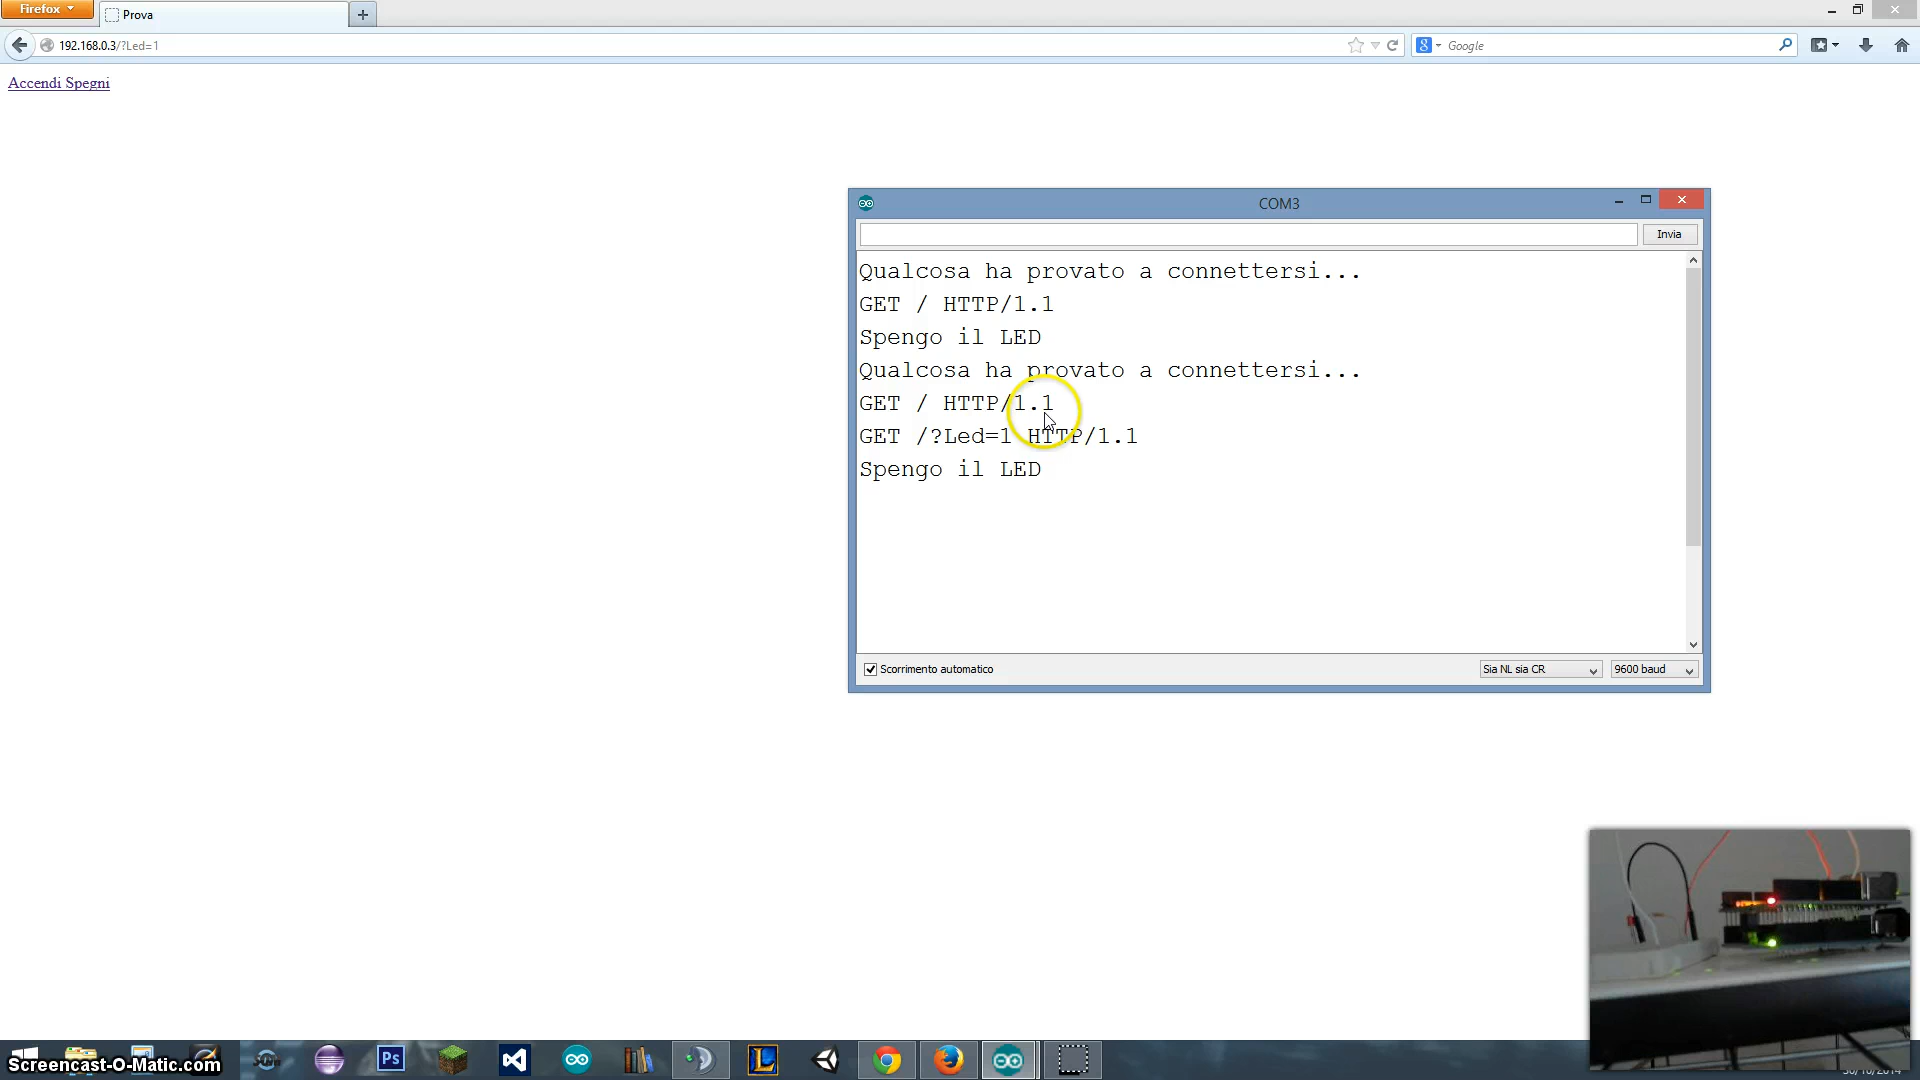 Firefox
Prova
192.168.0.3/?Led=1
Google
Accendi Spegni
COM3
Invia
Qualcosa ha provato a connettersi...
GET / HTTP/1.1
Spengo il LED
Qualcosa ha provato a connettersi...
GET / HTTP/1.1
GET /?Led=1 HTTP/1.1
Spengo il LED
Scorrimento automatico
Sia NL sia CR
9600 baud
Ps
Screencast-O-Matic.com